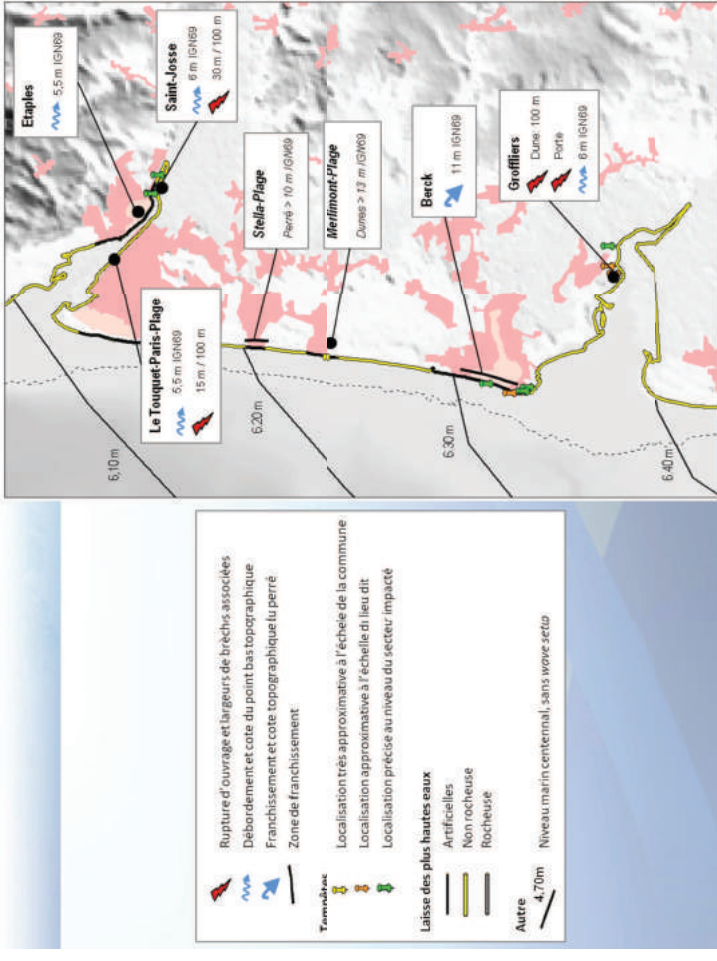 Etaples
5,5 m IGN69
Saint-Josse
6 m IGN69
30 m / 100 m
Le Touquet-Paris-Plage
5,5 m IGN69
15 m / 100 m
Stella-Plage
Perré > 10 m IGN69
Merlimont-Plage
Dunes > 13 m IGN69
Berck
11 m IGN69
Groffliers
Dune: 100 m
Porte
6 m IGN69
6,10 m
6.20 m
6.30 m
6.40 m
Rupture d'ouvrage et largeurs de brèches associées
Débordement et cote du point bas topographique
Franchissement et cote topographique lu perré
Zone de franchissement
Tempêtes
Localisation très approximative à l'échele de la commune
Localisation approximative à l'échelle di lieu dit
Localisation précise au niveau du secteur impacté
Laisse des plus hautes eaux
Artificielles
Non rocheuse
Rocheuse
Autre
4,70m
Niveau marin centennal, sans wave setup